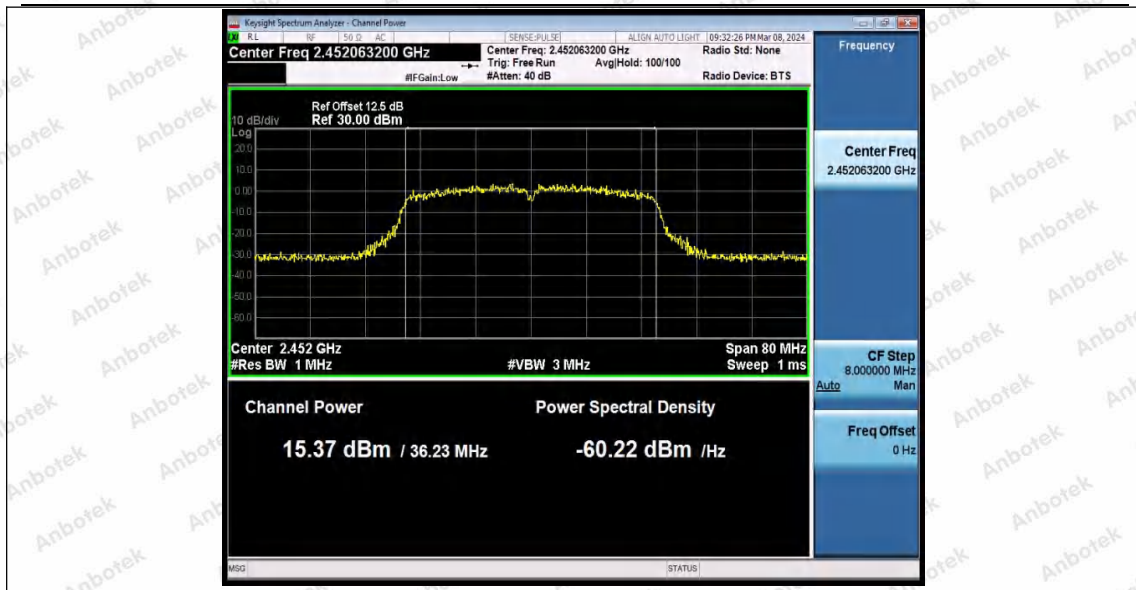 Keysight Spectrum Analyzer - Channel Power
RL RF 50 Ω AC SENSE:PULSE ALIGN AUTO LIGHT 09:32:26 PM Mar 08, 2024
Center Freq 2.452063200 GHz
Center Freq: 2.452063200 GHz
Radio Std: None
Trig: Free Run Avg|Hold: 100/100
#IFGain:Low #Atten: 40 dB Radio Device: BTS
Ref Offset 12.5 dB
10 dB/div Ref 30.00 dBm
Log
20.0
10.0
0.00
-10.0
-20.0
-30.0
-40.0
-50.0
-60.0
Center 2.452 GHz Span 80 MHz
#Res BW 1 MHz #VBW 3 MHz Sweep 1 ms
Channel Power Power Spectral Density
15.37 dBm / 36.23 MHz -60.22 dBm /Hz
MSG STATUS
Frequency
Center Freq
2.452063200 GHz
CF Step
8.000000 MHz
Auto Man
Freq Offset
0 Hz
Anbotek